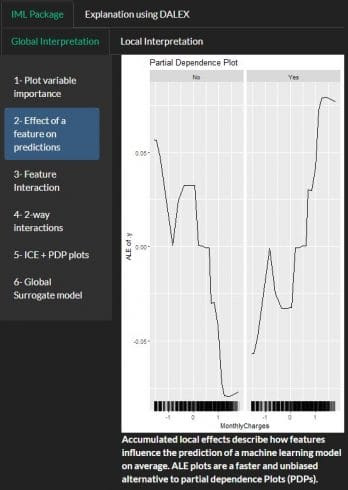 IML Package
Explanation using DALEX
Global Interpretation
Local Interpretation
1- Plot variable
importance
2- Effect of a
feature on
predictions
3- Feature
Interaction
4- 2-way
interactions
5- ICE + PDP plots
6- Global
Surrogate model
Partial Dependence Plot
No
Yes
ALE of .y
0.05
0.00
-0.05
-1
0
1
-1
0
1
MonthlyCharges
Accumulated local effects describe how features
influence the prediction of a machine learning model
on average. ALE plots are a faster and unbiased
alternative to partial dependence Plots (PDPs).